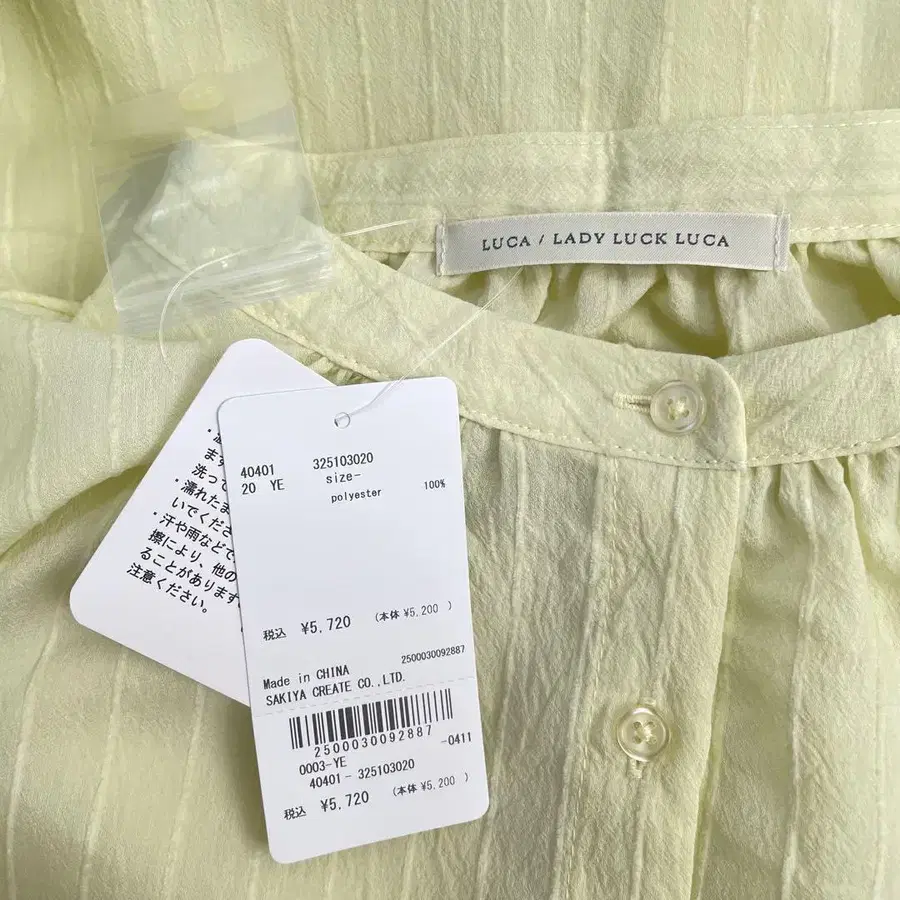 LUCA / LADY LUCK LUCA
40401 325103020
20 YE size-
polyester 100%
税込 ¥5,720 (本体 ¥5,200 )
2500030092887
Made in CHINA
SAKIYA CREATE CO.,LTD.
2500030092887
0003-YE -0411
40401- 325103020
税込 ¥5,720 (本体 ¥5,200 )
ます
洗って
・濡れたま
いでくださ
・汗や雨などで
擦により、他の
ることがあります
注意ください。